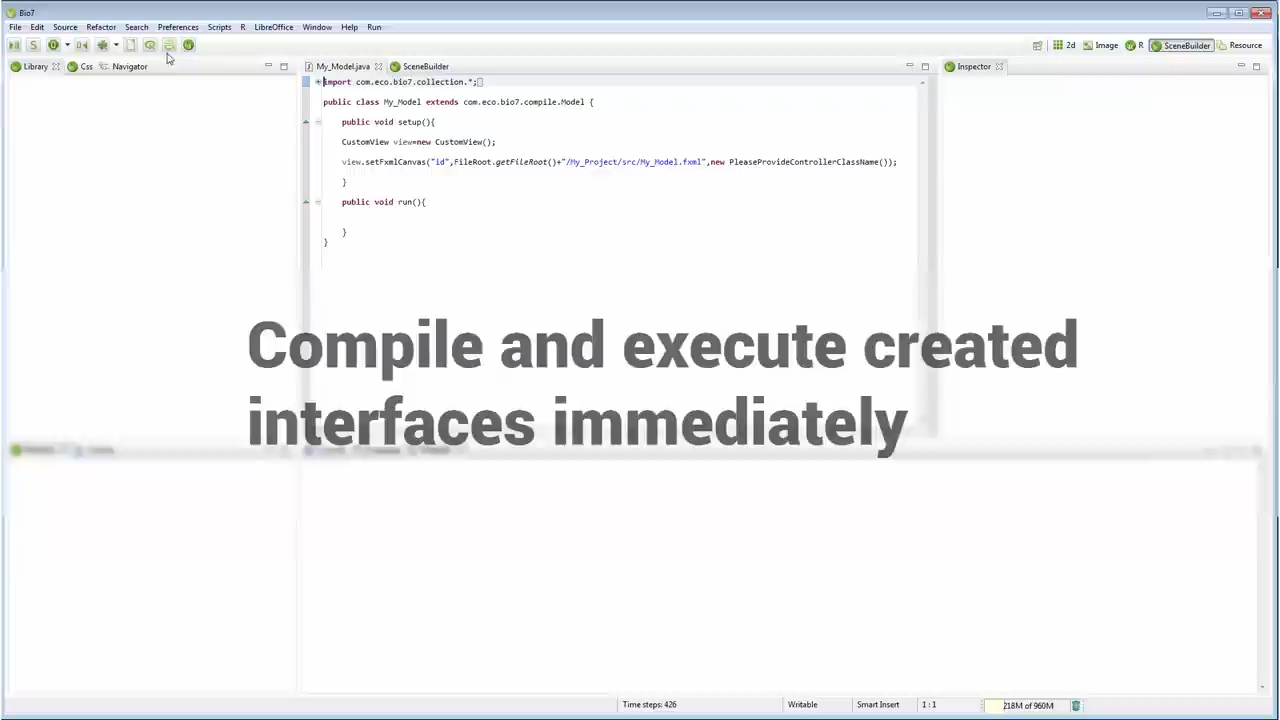 Bio7
File Edit Source Refactor Search Preferences Scripts R LibreOffice Window Help Run
2d Image R SceneBuilder Resource
Library Css Navigator
My_Model.java SceneBuilder
Inspector
import com.eco.bio7.collection.*;
public class My_Model extends com.eco.bio7.compile.Model {
public void setup(){
CustomView view=new CustomView();
view.setFxmlCanvas("id",FileRoot.getFileRoot()+"/My_Project/src/My_Model.fxml",new PleaseProvideControllerClassName());
}
public void run(){
}
}
Compile and execute created
interfaces immediately
Time steps: 426 Writable Smart Insert 1 : 1 218M of 960M